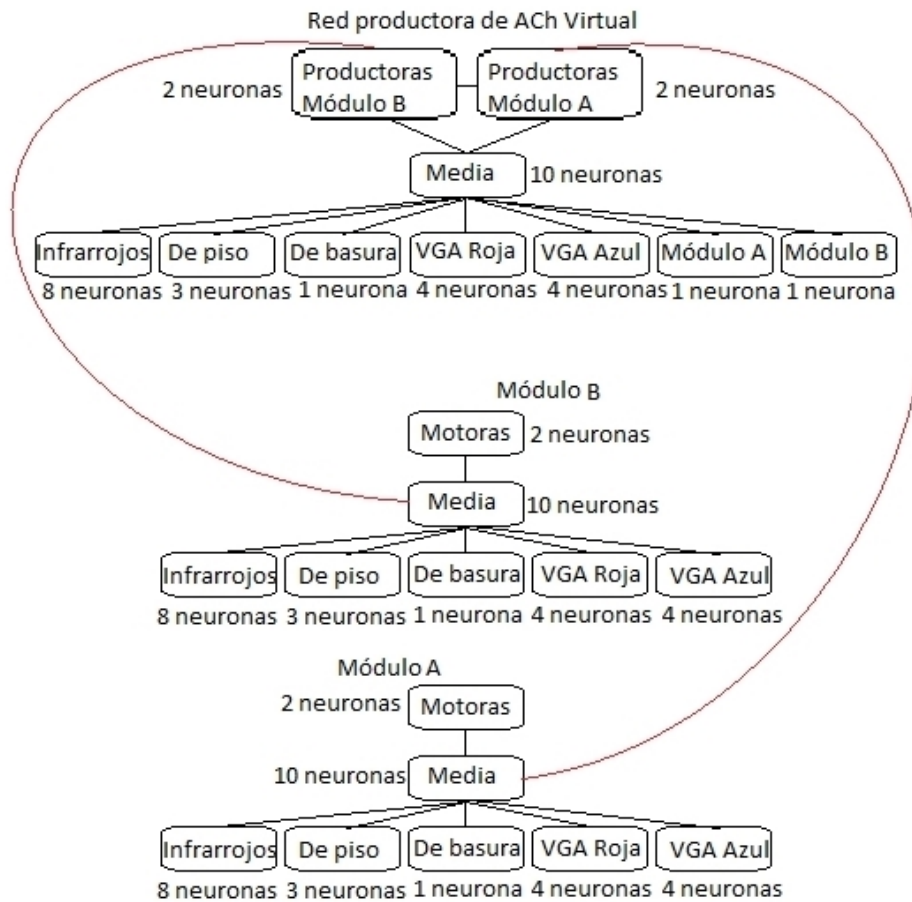 Red productora de ACh Virtual
2 neuronas
Productoras
Módulo B
Productoras
Módulo A
2 neuronas
Media
10 neuronas
Infrarrojos
De piso
De basura
VGA Roja
VGA Azul
Módulo A
Módulo B
8 neuronas
3 neuronas
1 neurona
4 neuronas
4 neuronas
1 neurona
1 neurona
Módulo B
Motoras
2 neuronas
Media
10 neuronas
Infrarrojos
De piso
De basura
VGA Roja
VGA Azul
8 neuronas
3 neuronas
1 neurona
4 neuronas
4 neuronas
Módulo A
2 neuronas
Motoras
10 neuronas
Media
Infrarrojos
De piso
De basura
VGA Roja
VGA Azul
8 neuronas
3 neuronas
1 neurona
4 neuronas
4 neuronas